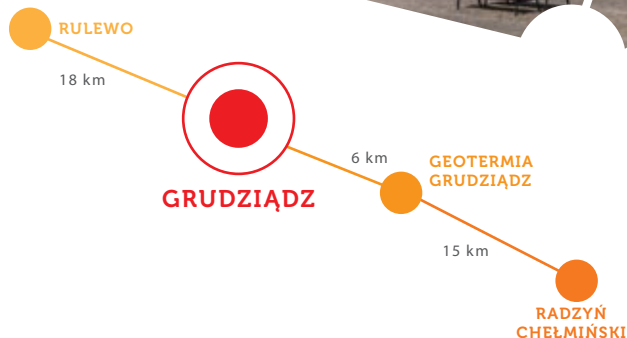 RULEWO
18 km
GRUDZIĄDZ
6 km
GEOTERMIA
GRUDZIĄDZ
15 km
RADZYŃ
CHEŁMIŃSKI